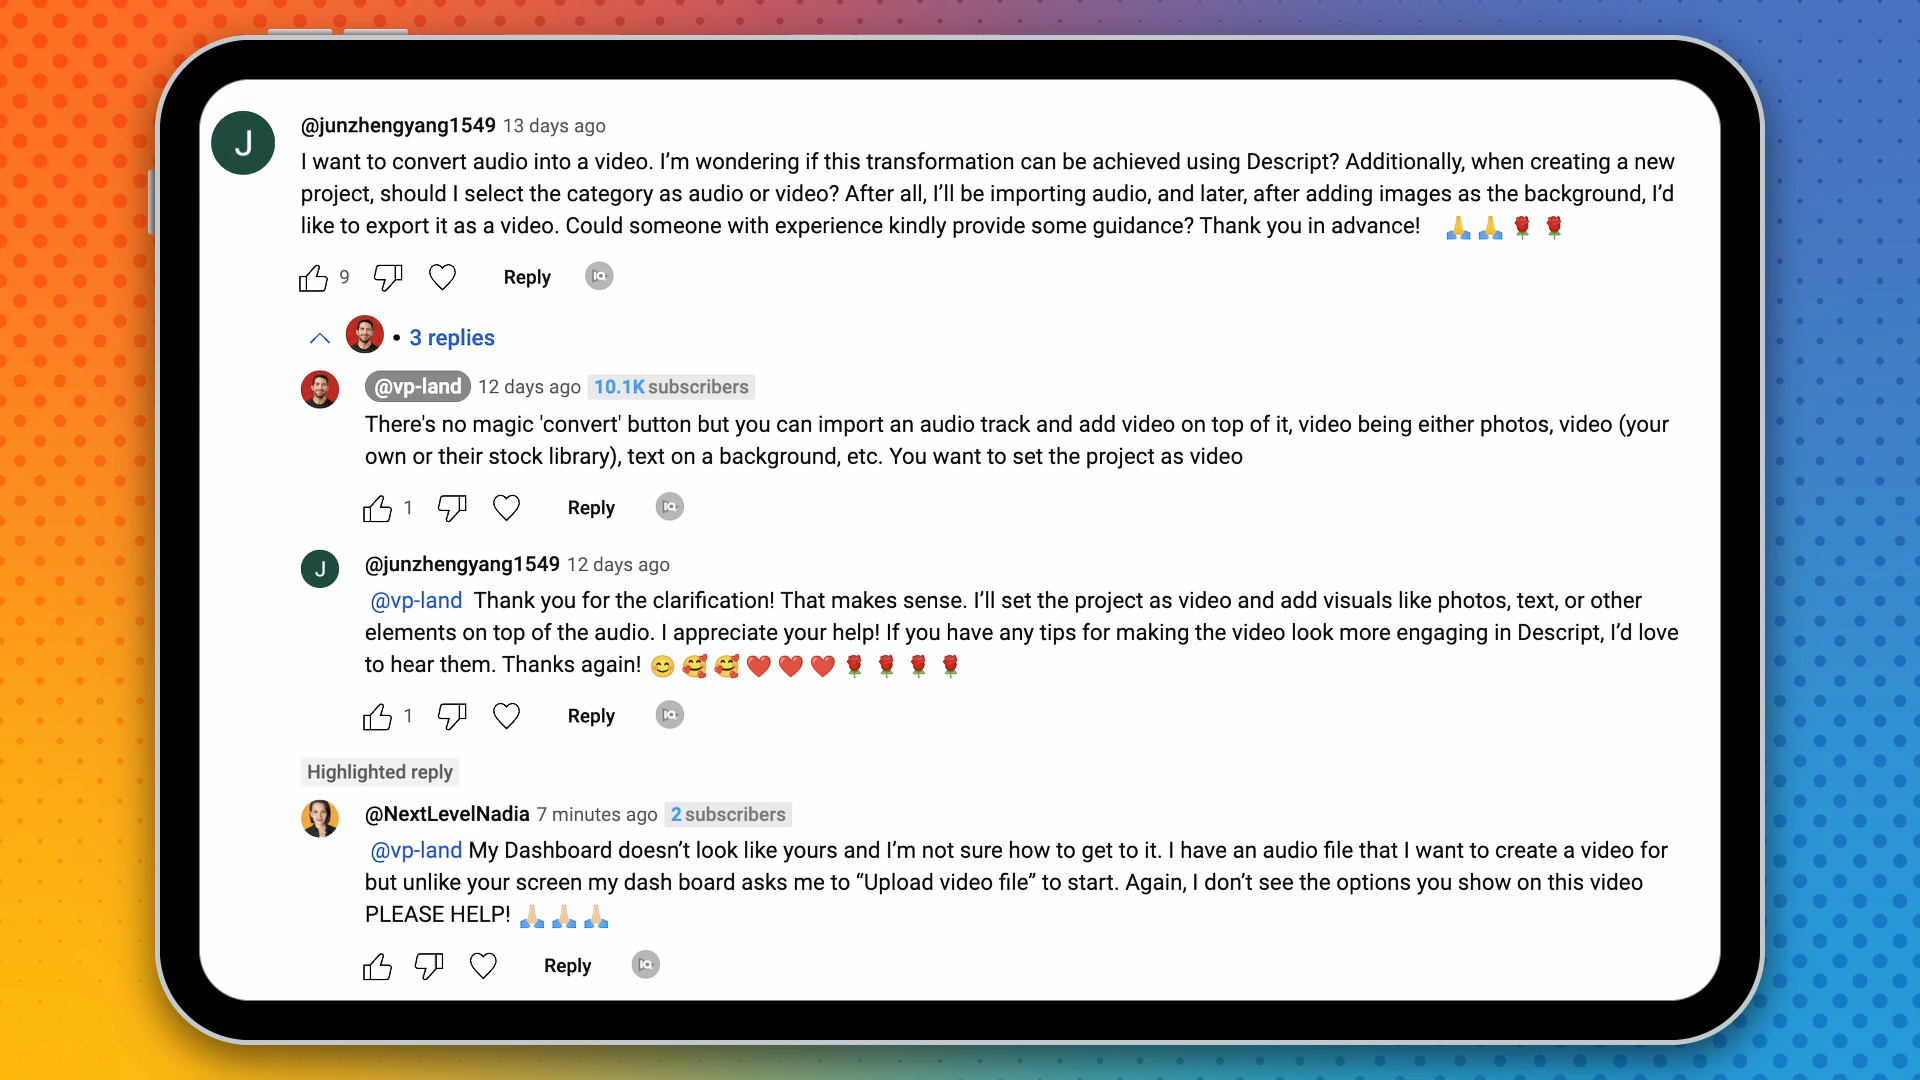 J
@junzhengyang1549 13 days ago
I want to convert audio into a video. I’m wondering if this transformation can be achieved using Descript? Additionally, when creating a new
project, should I select the category as audio or video? After all, I’ll be importing audio, and later, after adding images as the background, I’d
like to export it as a video. Could someone with experience kindly provide some guidance? Thank you in advance! 🙏🙏🌹🌹
9 Reply IQ
• 3 replies
@vp-land 12 days ago 10.1K subscribers
There's no magic 'convert' button but you can import an audio track and add video on top of it, video being either photos, video (your
own or their stock library), text on a background, etc. You want to set the project as video
1 Reply IQ
J
@junzhengyang1549 12 days ago
@vp-land Thank you for the clarification! That makes sense. I’ll set the project as video and add visuals like photos, text, or other
elements on top of the audio. I appreciate your help! If you have any tips for making the video look more engaging in Descript, I’d love
to hear them. Thanks again! 😊🥰🥰❤️❤️❤️🌹🌹🌹🌹
1 Reply IQ
Highlighted reply
@NextLevelNadia 7 minutes ago 2 subscribers
@vp-land My Dashboard doesn’t look like yours and I’m not sure how to get to it. I have an audio file that I want to create a video for
but unlike your screen my dash board asks me to “Upload video file” to start. Again, I don’t see the options you show on this video
PLEASE HELP! 🙏🏻🙏🏻🙏🏻
Reply IQ